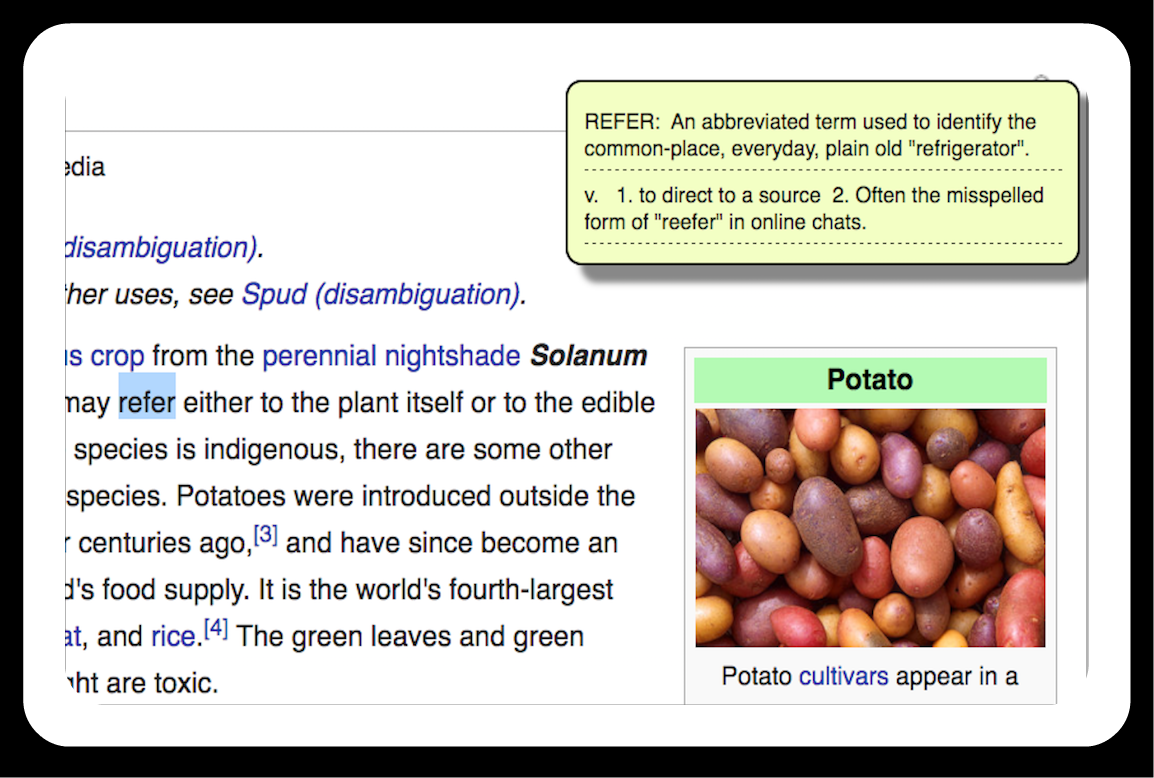 REFER: An abbreviated term used to identify the
common-place, everyday, plain old "refrigerator".
v. 1. to direct to a source 2. Often the misspelled
form of "reefer" in online chats.
edia
disambiguation).
ther uses, see Spud (disambiguation).
us crop from the perennial nightshade Solanum
may refer either to the plant itself or to the edible
species is indigenous, there are some other
species. Potatoes were introduced outside the
r centuries ago,[3] and have since become an
d's food supply. It is the world's fourth-largest
at, and rice.[4] The green leaves and green
ght are toxic.
Potato
Potato cultivars appear in a